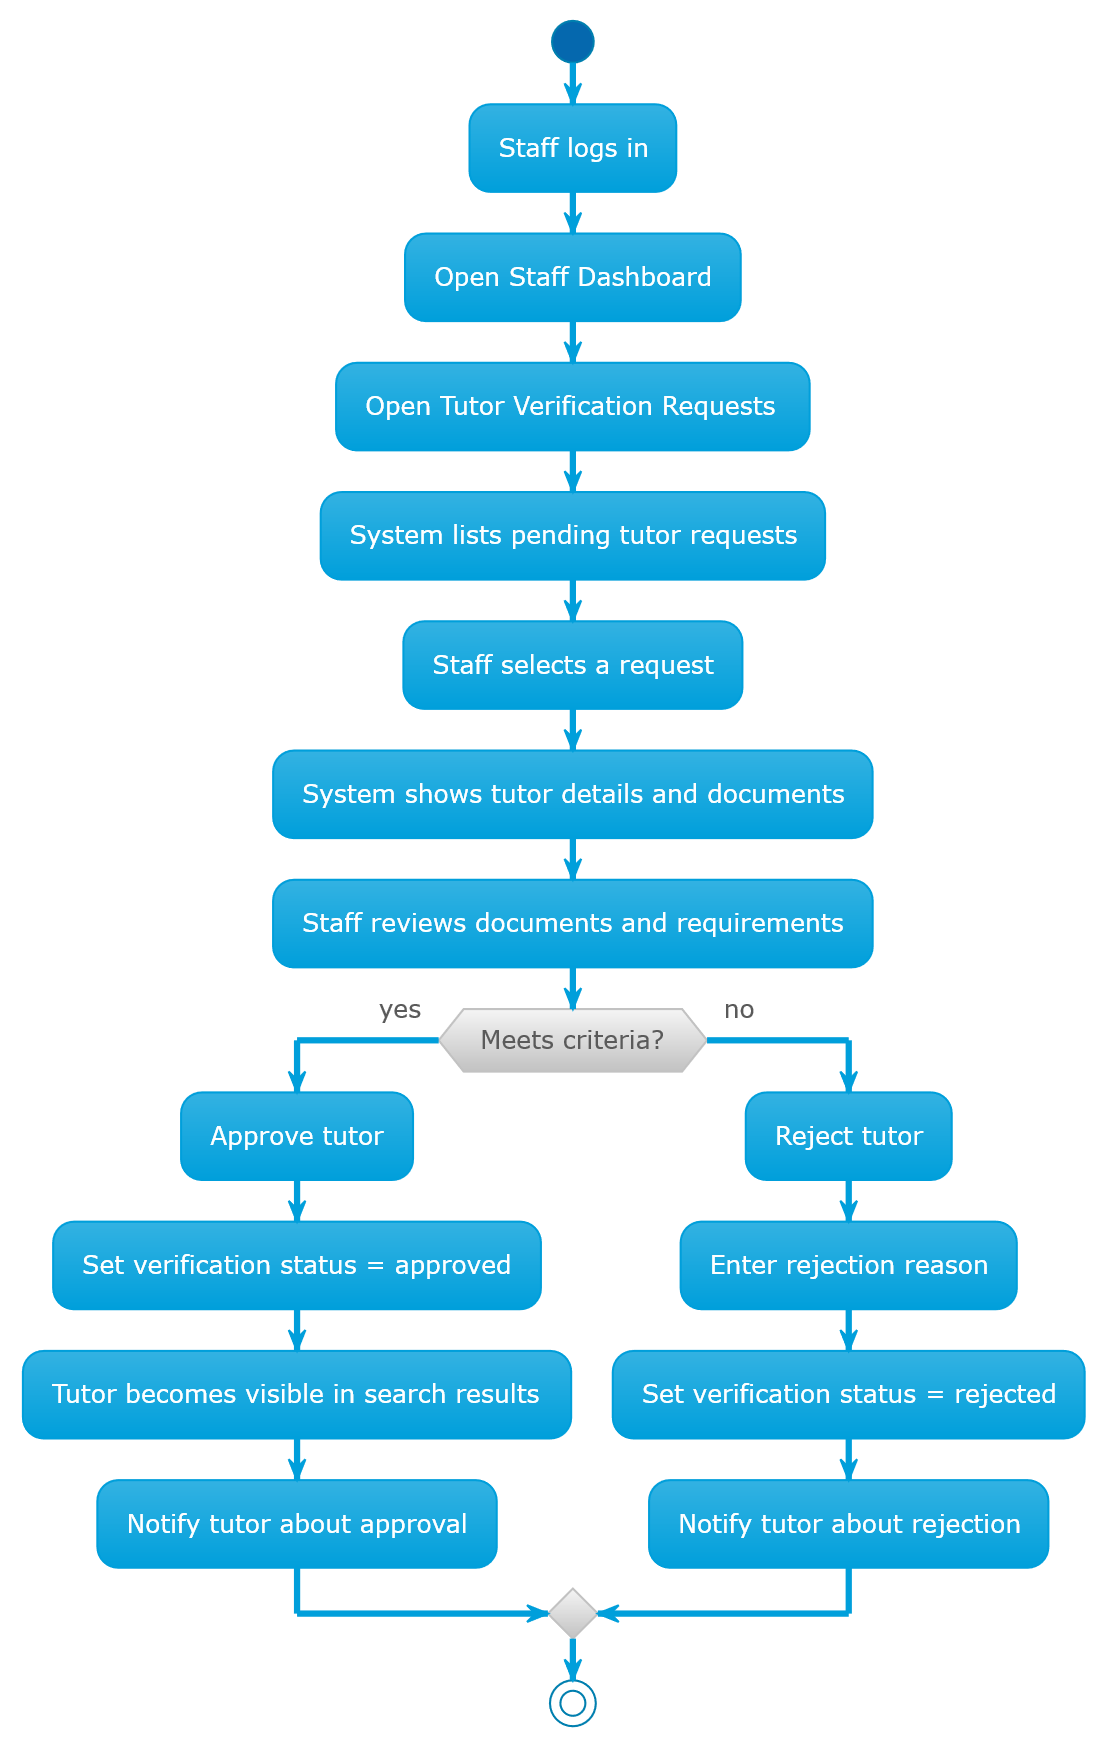 Staff logs in
Open Staff Dashboard
Open Tutor Verification Requests
System lists pending tutor requests
Staff selects a request
System shows tutor details and documents
Staff reviews documents and requirements
yes
Meets criteria?
no
Approve tutor
Set verification status = approved
Tutor becomes visible in search results
Notify tutor about approval
Reject tutor
Enter rejection reason
Set verification status = rejected
Notify tutor about rejection